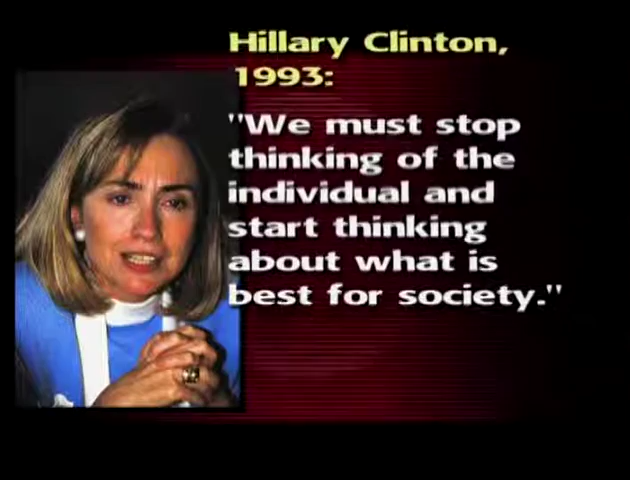 Hillary Clinton,
1993:
"We must stop
thinking of the
individual and
start thinking
about what is
best for society."